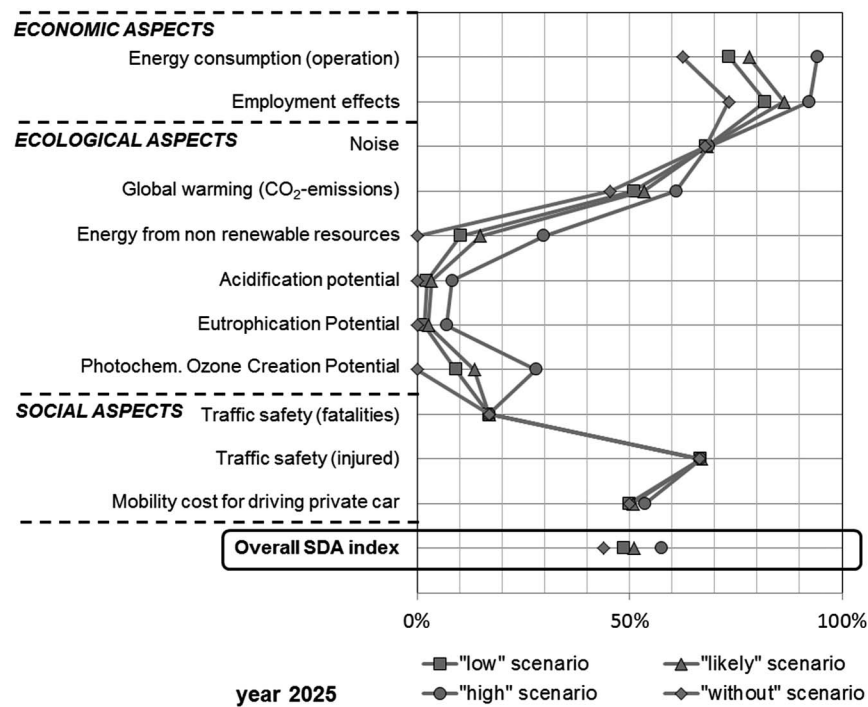 ECONOMIC ASPECTS
Energy consumption (operation)
Employment effects
ECOLOGICAL ASPECTS
Noise
Global warming (CO₂-emissions)
Energy from non renewable resources
Acidification potential
Eutrophication Potential
Photochem. Ozone Creation Potential
SOCIAL ASPECTS Traffic safety (fatalities)
Traffic safety (injured)
Mobility cost for driving private car
Overall SDA index
0% 50% 100%
"low" scenario "likely" scenario
year 2025 "high" scenario "without" scenario